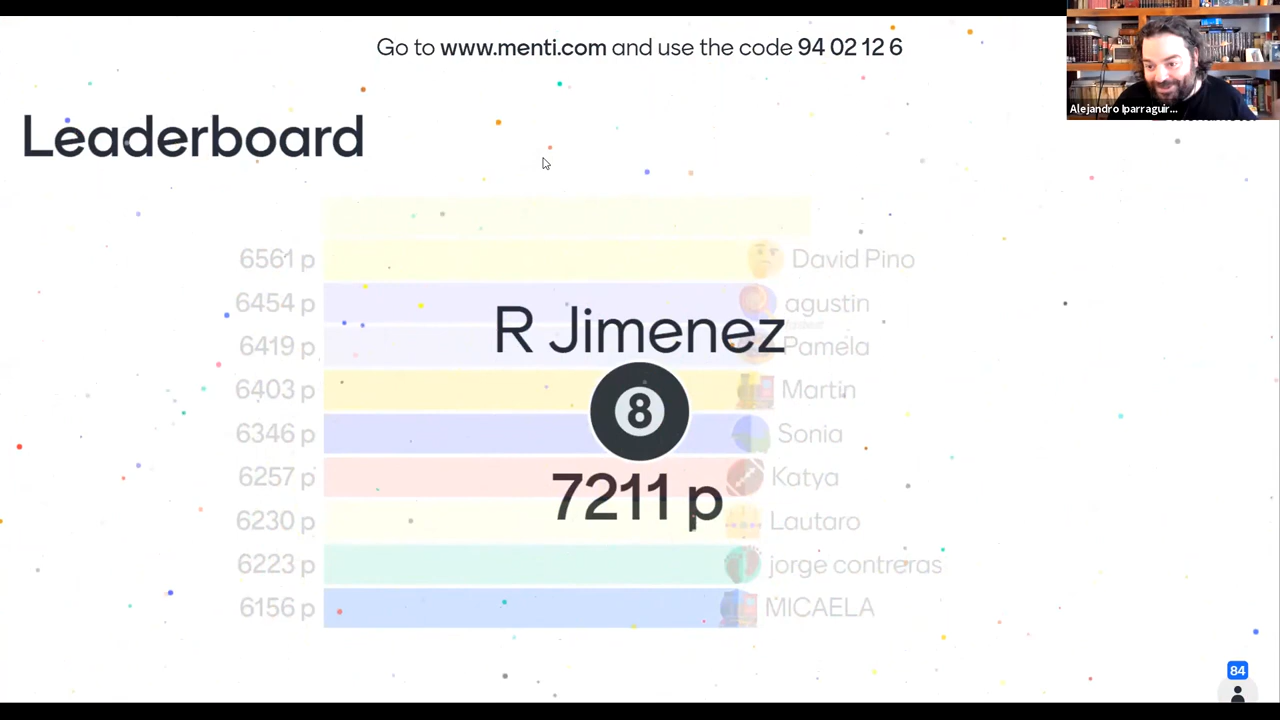 Go to www.menti.com and use the code 94 02 12 6
Alejandro Iparraguir...
Leaderboard
6561 p David Pino
6454 p agustin
R Jimenez
6419 p Pamela
6403 p Martin
8
6346 p Sonia
6257 p Katya
7211 p
6230 p Lautaro
6223 p jorge contreras
6156 p MICAELA
84